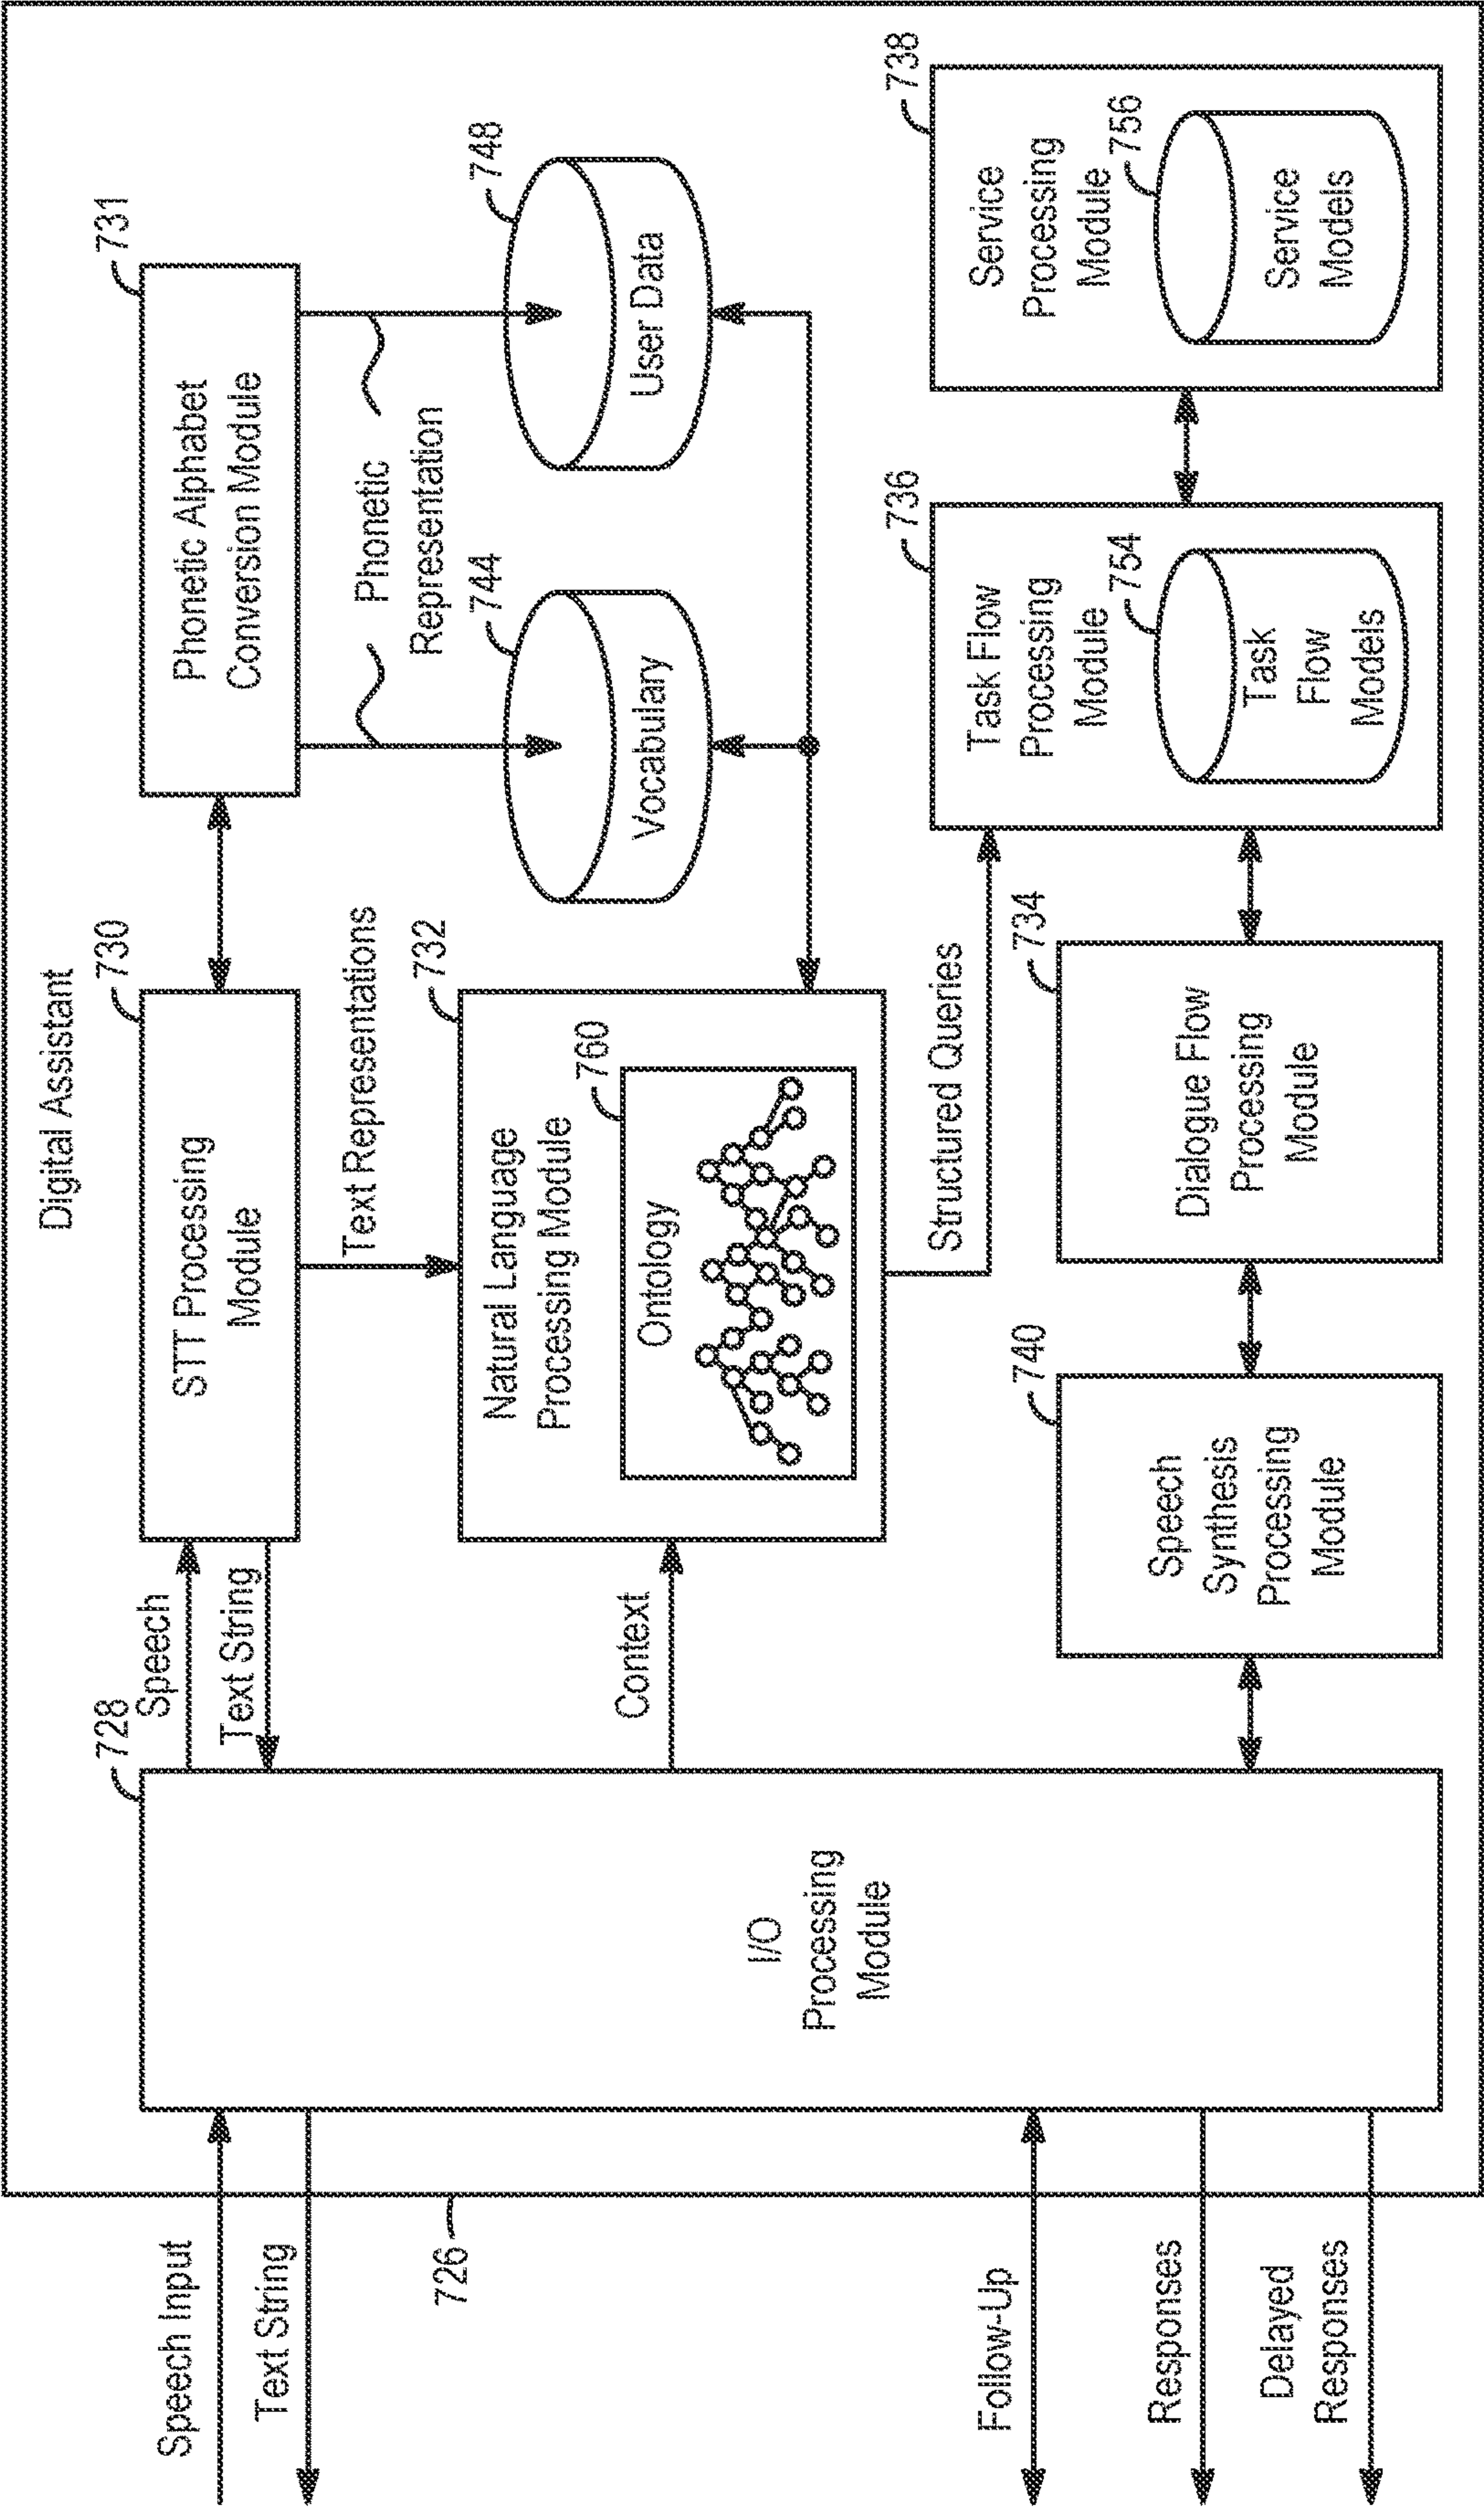 Digital Assistant
Speech Input
Text String
726
728
I/O
Processing
Module
Speech
Text String
730
STT Processing
Module
731
Phonetic Alphabet
Conversion Module
Text Representations
Phonetic
Representation
744
Vocabulary
748
User Data
732
Natural Language
Processing Module
760
Ontology
Context
Structured Queries
736
Task Flow
Processing
Module
754
Task
Flow
Models
738
Service
Processing
Module
756
Service
Models
734
Dialogue Flow
Processing
Module
740
Speech
Synthesis
Processing
Module
Follow-Up
Responses
Delayed
Responses